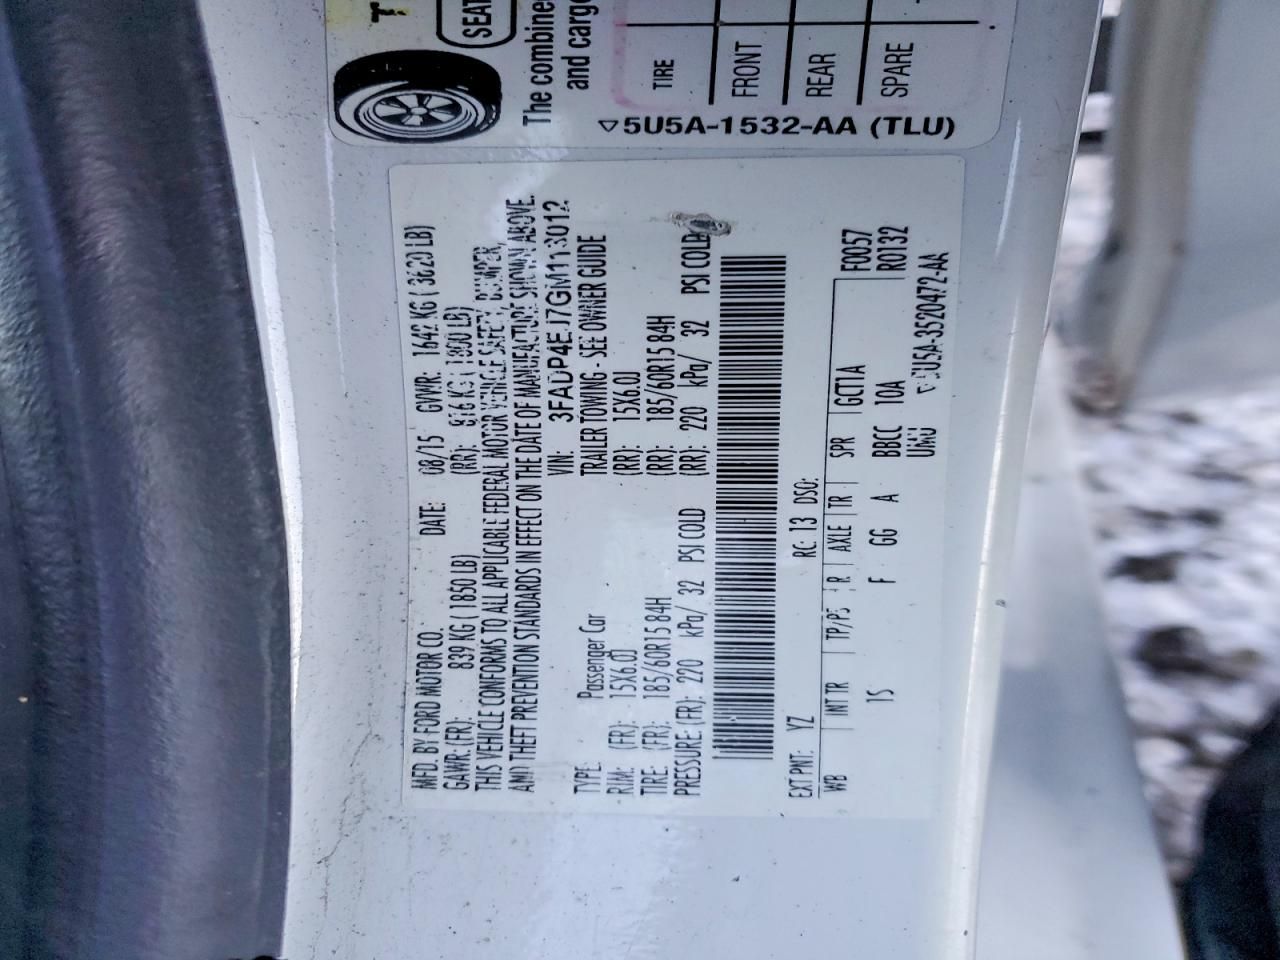 T
SEAT
The combine
and cargo
TIRE
FRONT
REAR
SPARE
5U5A-1532-AA (TLU)
MFD. BY FORD MOTOR CO. DATE: 08/15 GVWR: 1642 KG ( 3620 LB)
GAWR: (FR): 839 KG ( 1850 LB) (RR): 816 KG ( 1800 LB)
THIS VEHICLE CONFORMS TO ALL APPLICABLE FEDERAL MOTOR VEHICLE SAFETY, BUMPER,
AND THEFT PREVENTION STANDARDS IN EFFECT ON THE DATE OF MANUFACTURE SHOWN ABOVE.
VIN: 3FADP4EJ7GM113012
TYPE: Passenger Car TRAILER TOWING - SEE OWNER GUIDE
RIM: (FR): 15X6.0J (RR): 15X6.0J
TIRE: (FR): 185/60R15 84H (RR): 185/60R15 84H
PRESSURE (FR): 220 kPa/ 32 PSI COLD (RR): 220 kPa/ 32 PSI COLD
EXT PNT: YZ RC: 13 DSO: F0057
WB INT TR TP/PS R AXLE TR SPR GCT1A R0132
1S F GG A BBCC 10A
UMU 5U5A-3520472-AA